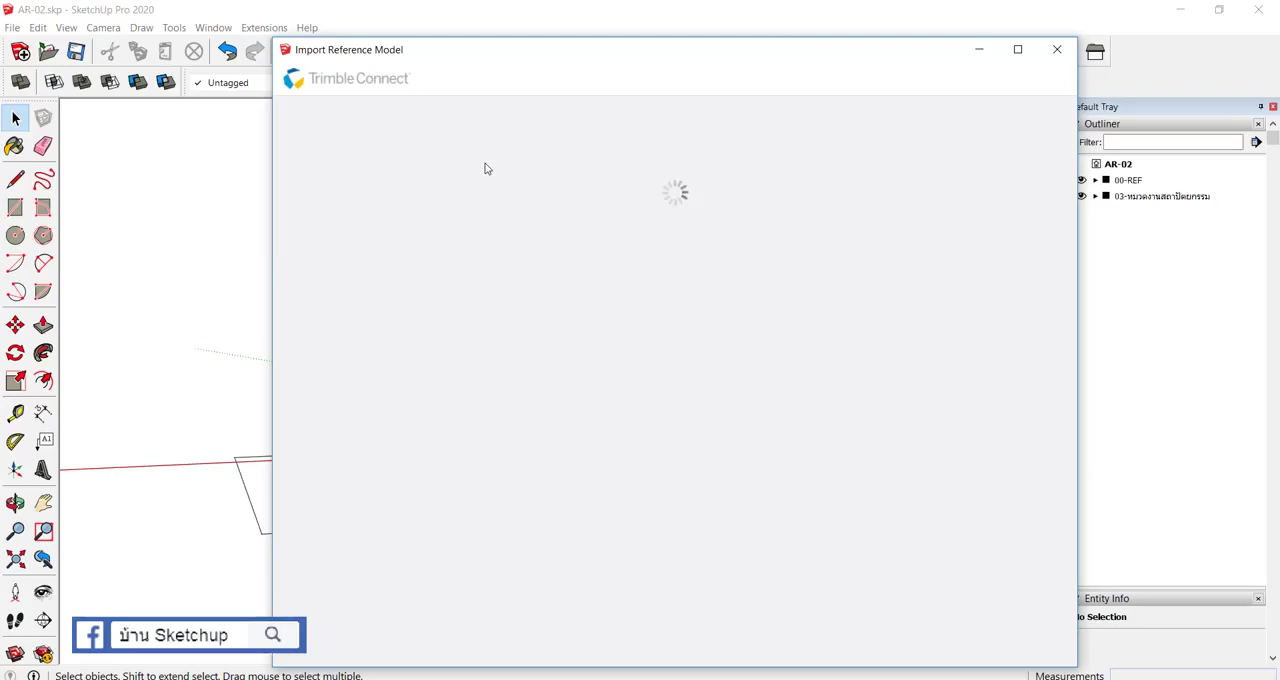 AR-02.skp - SketchUp Pro 2020
File Edit View Camera Draw Tools Window Extensions Help
Import Reference Model
Trimble Connect
Untagged
efault Tray
Outliner
Filter:
AR-02
00-REF
03-หมวดงานสถาปัตยกรรม
A1
Entity Info
o Selection
บ้าน Sketchup
Select objects. Shift to extend select. Drag mouse to select multiple.
Measurements